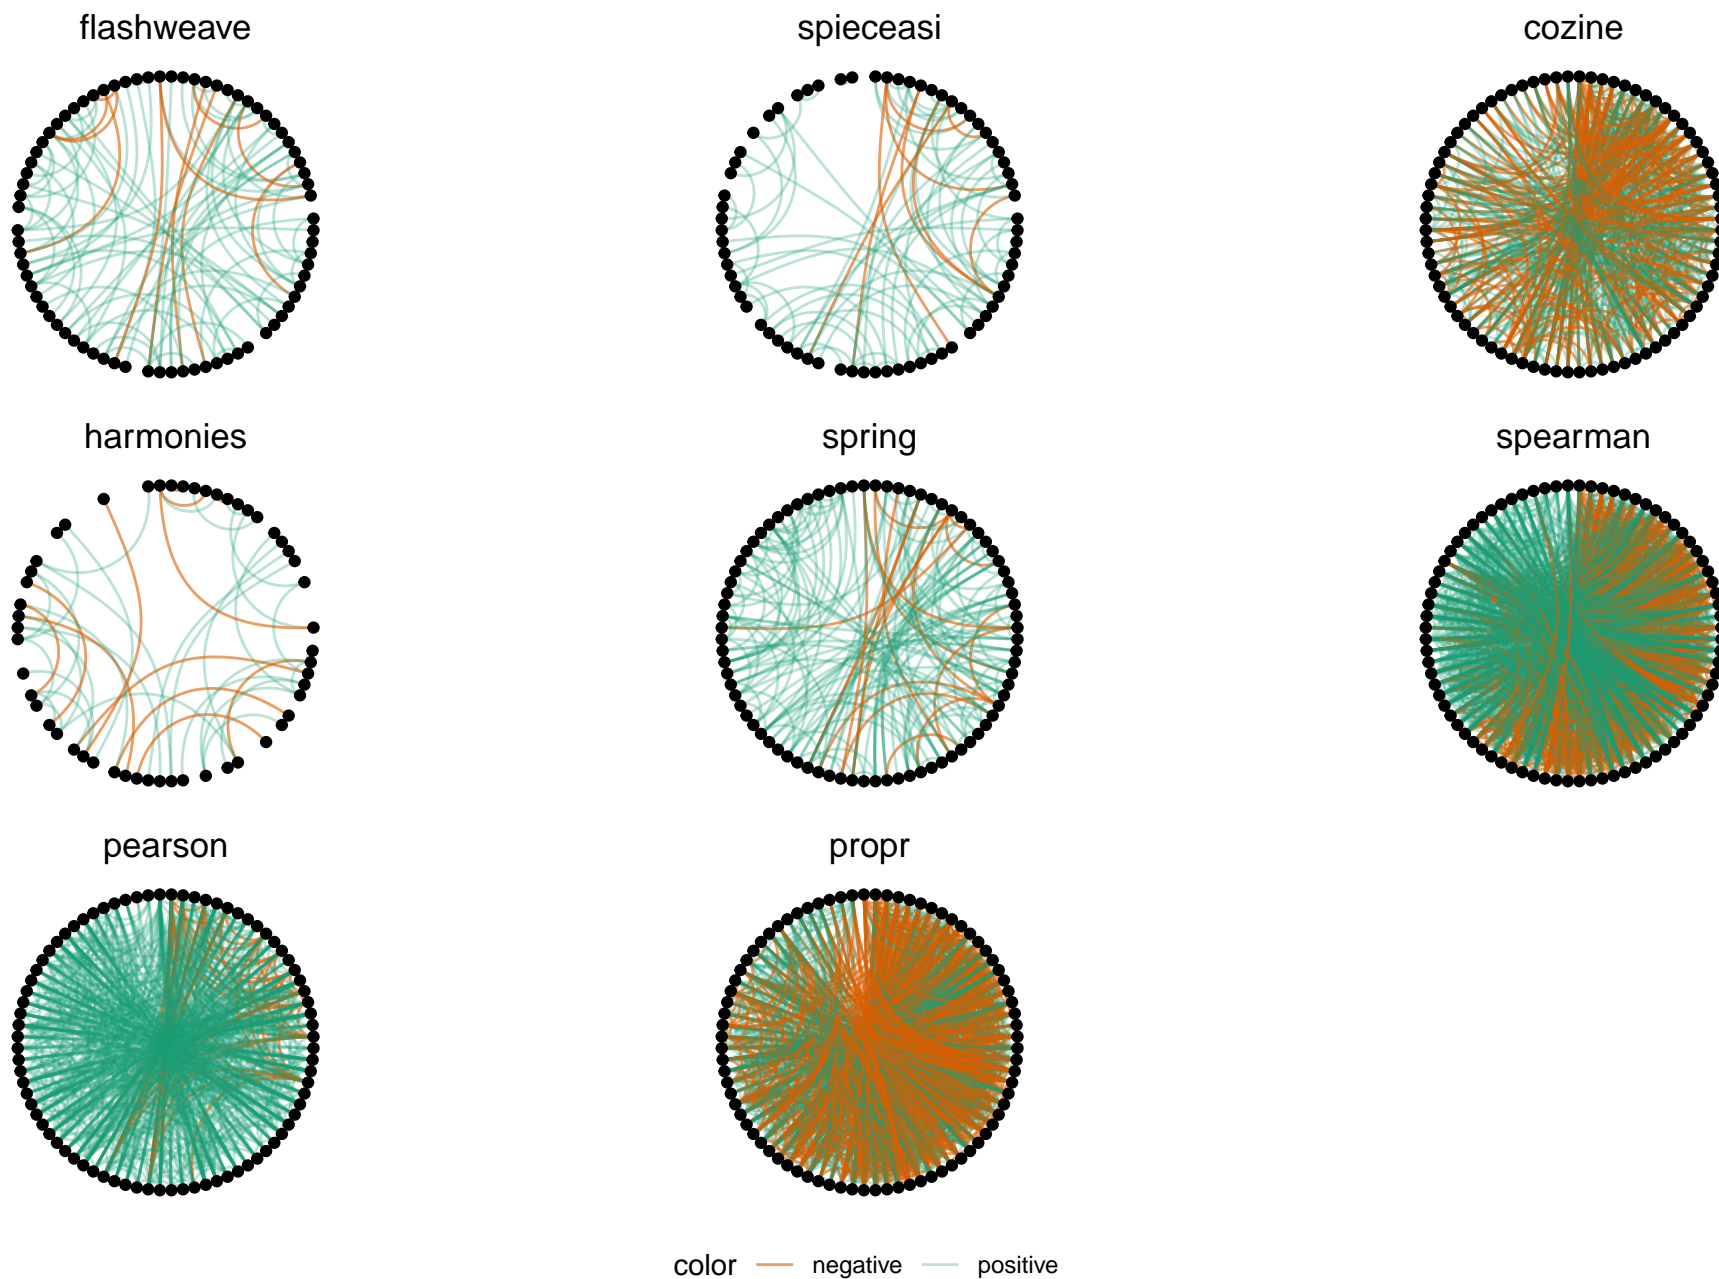 flashweave
spieceasi
cozine
harmonies
spring
spearman
pearson
propr
color negative positive